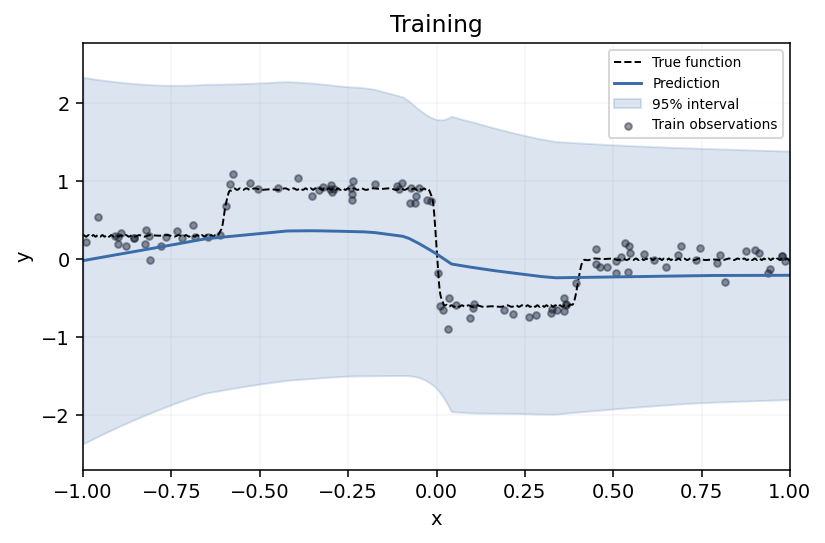 Training
True function
Prediction
95% interval
Train observations
y
2
1
0
−1
−2
−1.00 −0.75 −0.50 −0.25 0.00 0.25 0.50 0.75 1.00
x